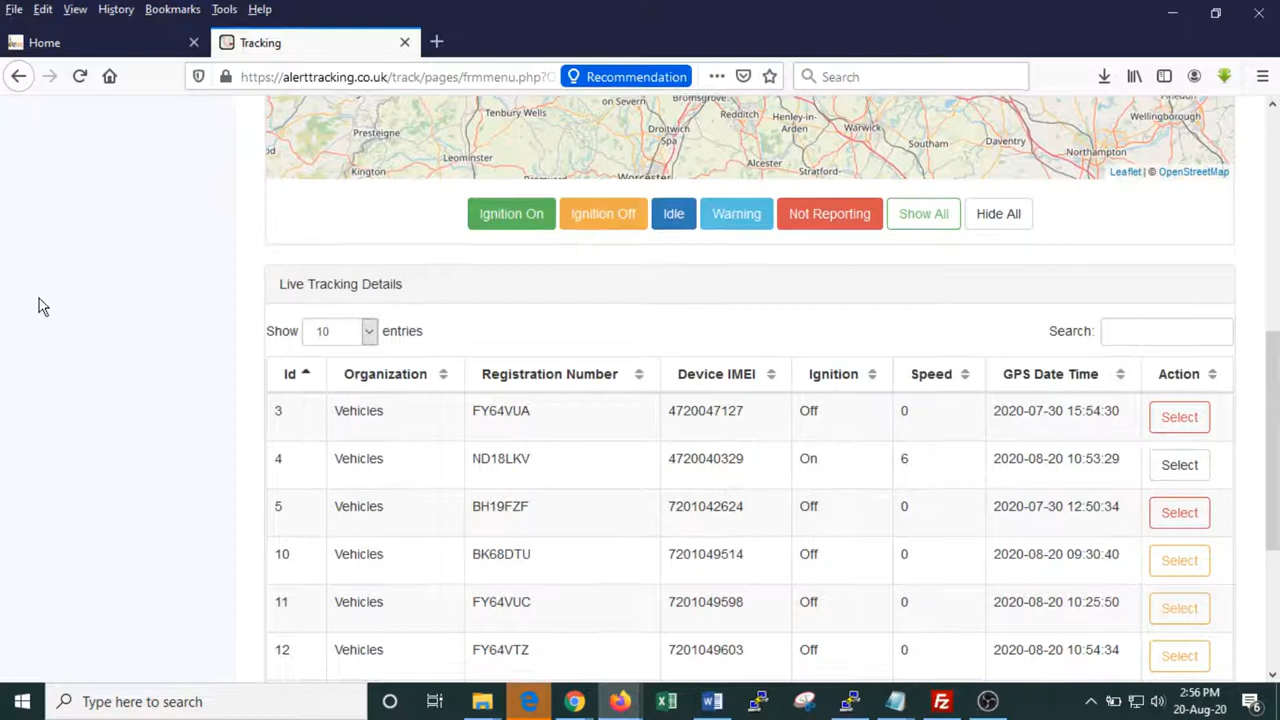 File Edit View History Bookmarks Tools Help
Home Tracking
https://alerttracking.co.uk/track/pages/frmmenu.php?O Recommendation Search
on Severn Bromsgrove
Tenbury Wells Redditch Henley-in-Arden Wellingborough
Presteigne Droitwich Spa Warwick
Leominster Southam Daventry Northampton
Kington Worcester Alcester Stratford-
Leaflet | © OpenStreetMap
Ignition On Ignition Off Idle Warning Not Reporting Show All Hide All
Live Tracking Details
Show 10 entries Search:
Id Organization Registration Number Device IMEI Ignition Speed GPS Date Time Action
3 Vehicles FY64VUA 4720047127 Off 0 2020-07-30 15:54:30 Select
4 Vehicles ND18LKV 4720040329 On 6 2020-08-20 10:53:29 Select
5 Vehicles BH19FZF 7201042624 Off 0 2020-07-30 12:50:34 Select
10 Vehicles BK68DTU 7201049514 Off 0 2020-08-20 09:30:40 Select
11 Vehicles FY64VUC 7201049598 Off 0 2020-08-20 10:25:50 Select
12 Vehicles FY64VTZ 7201049603 Off 0 2020-08-20 10:54:34 Select
Type here to search
2:56 PM
20-Aug-20
6